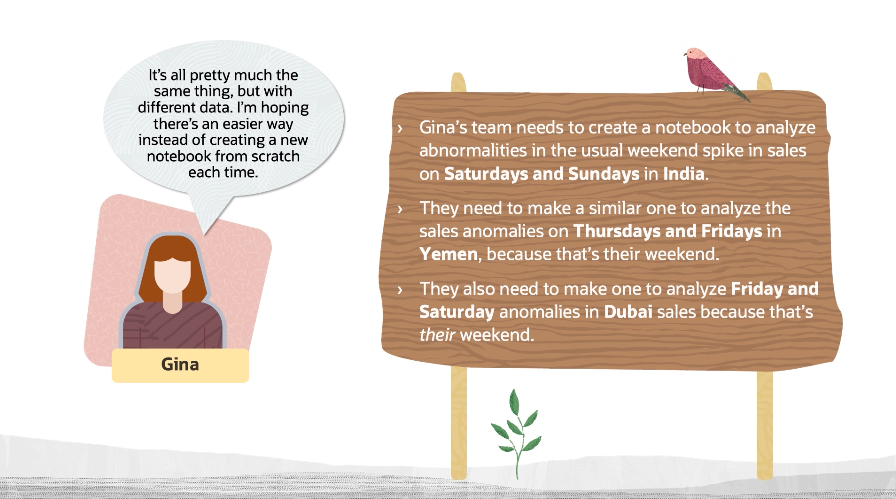 It's all pretty much the
same thing, but with
different data. I'm hoping
there's an easier way
instead of creating a new
notebook from scratch
each time.
Gina
› Gina's team needs to create a notebook to analyze
abnormalities in the usual weekend spike in sales
on Saturdays and Sundays in India.
› They need to make a similar one to analyze the
sales anomalies on Thursdays and Fridays in
Yemen, because that's their weekend.
› They also need to make one to analyze Friday and
Saturday anomalies in Dubai sales because that's
their weekend.